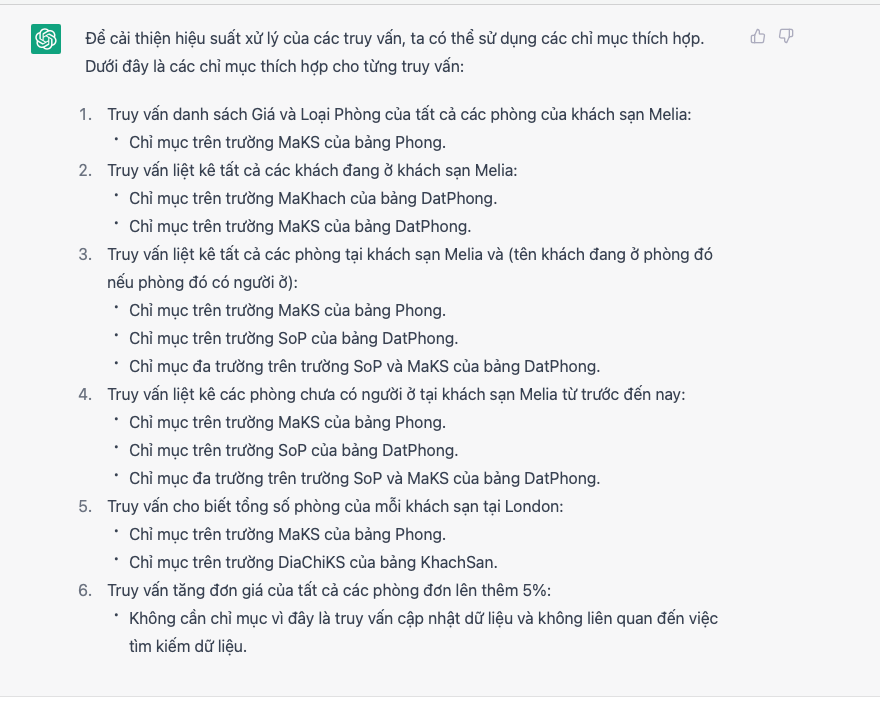 Để cải thiện hiệu suất xử lý của các truy vấn, ta có thể sử dụng các chỉ mục thích hợp.
Dưới đây là các chỉ mục thích hợp cho từng truy vấn:
1. Truy vấn danh sách Giá và Loại Phòng của tất cả các phòng của khách sạn Melia:
• Chỉ mục trên trường MaKS của bảng Phong.
2. Truy vấn liệt kê tất cả các khách đang ở khách sạn Melia:
• Chỉ mục trên trường MaKhach của bảng DatPhong.
• Chỉ mục trên trường MaKS của bảng DatPhong.
3. Truy vấn liệt kê tất cả các phòng tại khách sạn Melia và (tên khách đang ở phòng đó
nếu phòng đó có người ở):
• Chỉ mục trên trường MaKS của bảng Phong.
• Chỉ mục trên trường SoP của bảng DatPhong.
• Chỉ mục đa trường trên trường SoP và MaKS của bảng DatPhong.
4. Truy vấn liệt kê các phòng chưa có người ở tại khách sạn Melia từ trước đến nay:
• Chỉ mục trên trường MaKS của bảng Phong.
• Chỉ mục trên trường SoP của bảng DatPhong.
• Chỉ mục đa trường trên trường SoP và MaKS của bảng DatPhong.
5. Truy vấn cho biết tổng số phòng của mỗi khách sạn tại London:
• Chỉ mục trên trường MaKS của bảng Phong.
• Chỉ mục trên trường DiaChiKS của bảng KhachSan.
6. Truy vấn tăng đơn giá của tất cả các phòng đơn lên thêm 5%:
• Không cần chỉ mục vì đây là truy vấn cập nhật dữ liệu và không liên quan đến việc
tìm kiếm dữ liệu.